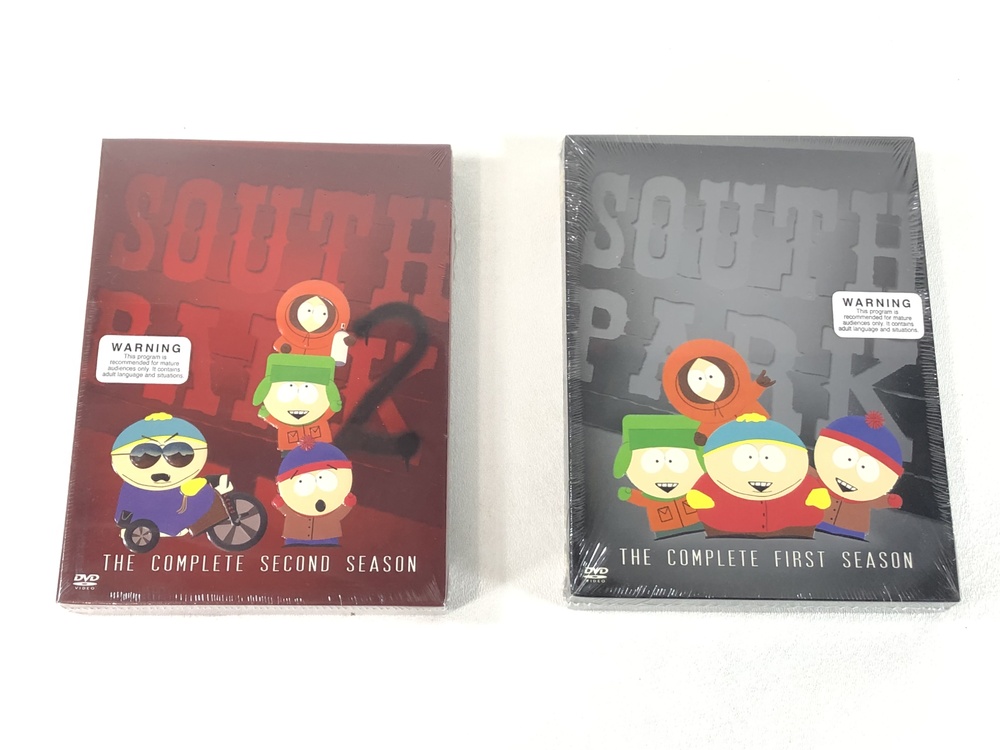 SOUTH
PARK
2
WARNING
This program is
recommended for mature
audiences only. It contains
adult language and situations.
THE COMPLETE SECOND SEASON
DVD
VIDEO
SOUTH
PARK
WARNING
This program is
recommended for mature
audiences only. It contains
adult language and situations.
THE COMPLETE FIRST SEASON
DVD
VIDEO